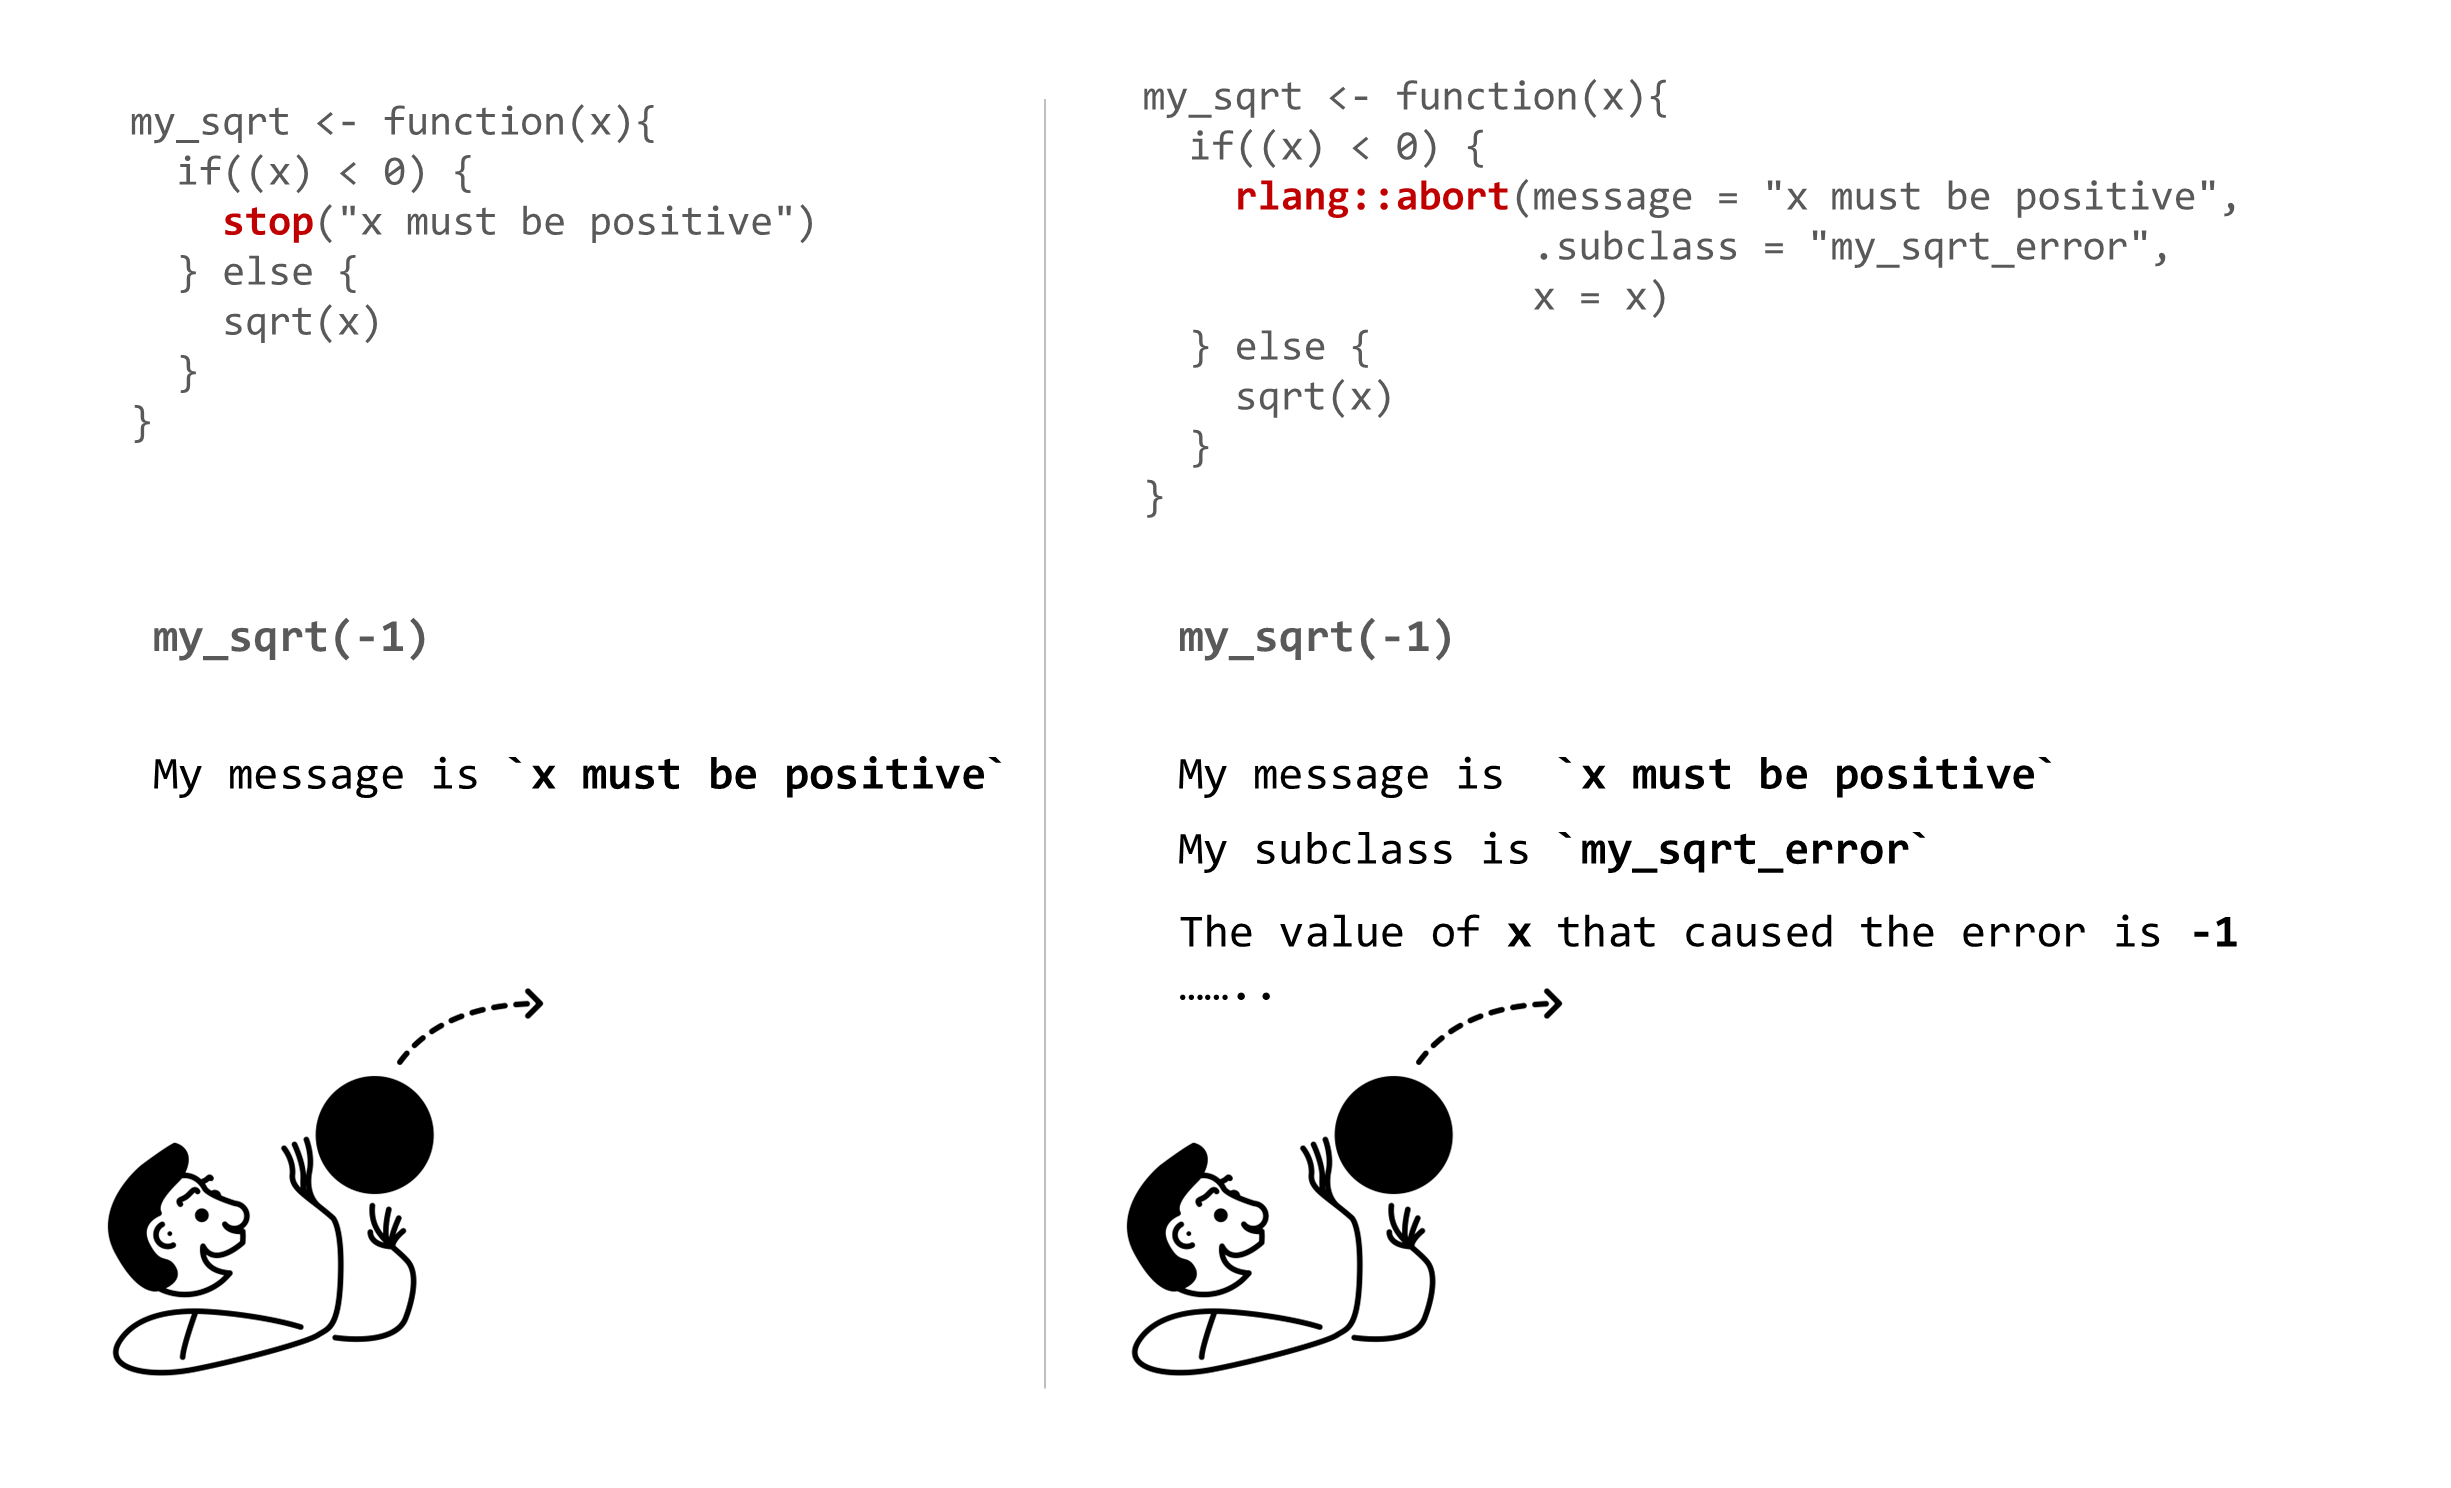 my_sqrt <- function(x){
  if((x) < 0) {
    stop("x must be positive")
  } else {
    sqrt(x)
  }
}
my_sqrt(-1)
My message is `x must be positive`
my_sqrt <- function(x){
  if((x) < 0) {
    rlang::abort(message = "x must be positive",
                 .subclass = "my_sqrt_error",
                 x = x)
  } else {
    sqrt(x)
  }
}
my_sqrt(-1)
My message is  `x must be positive`
My subclass is `my_sqrt_error`
The value of x that caused the error is -1
……..